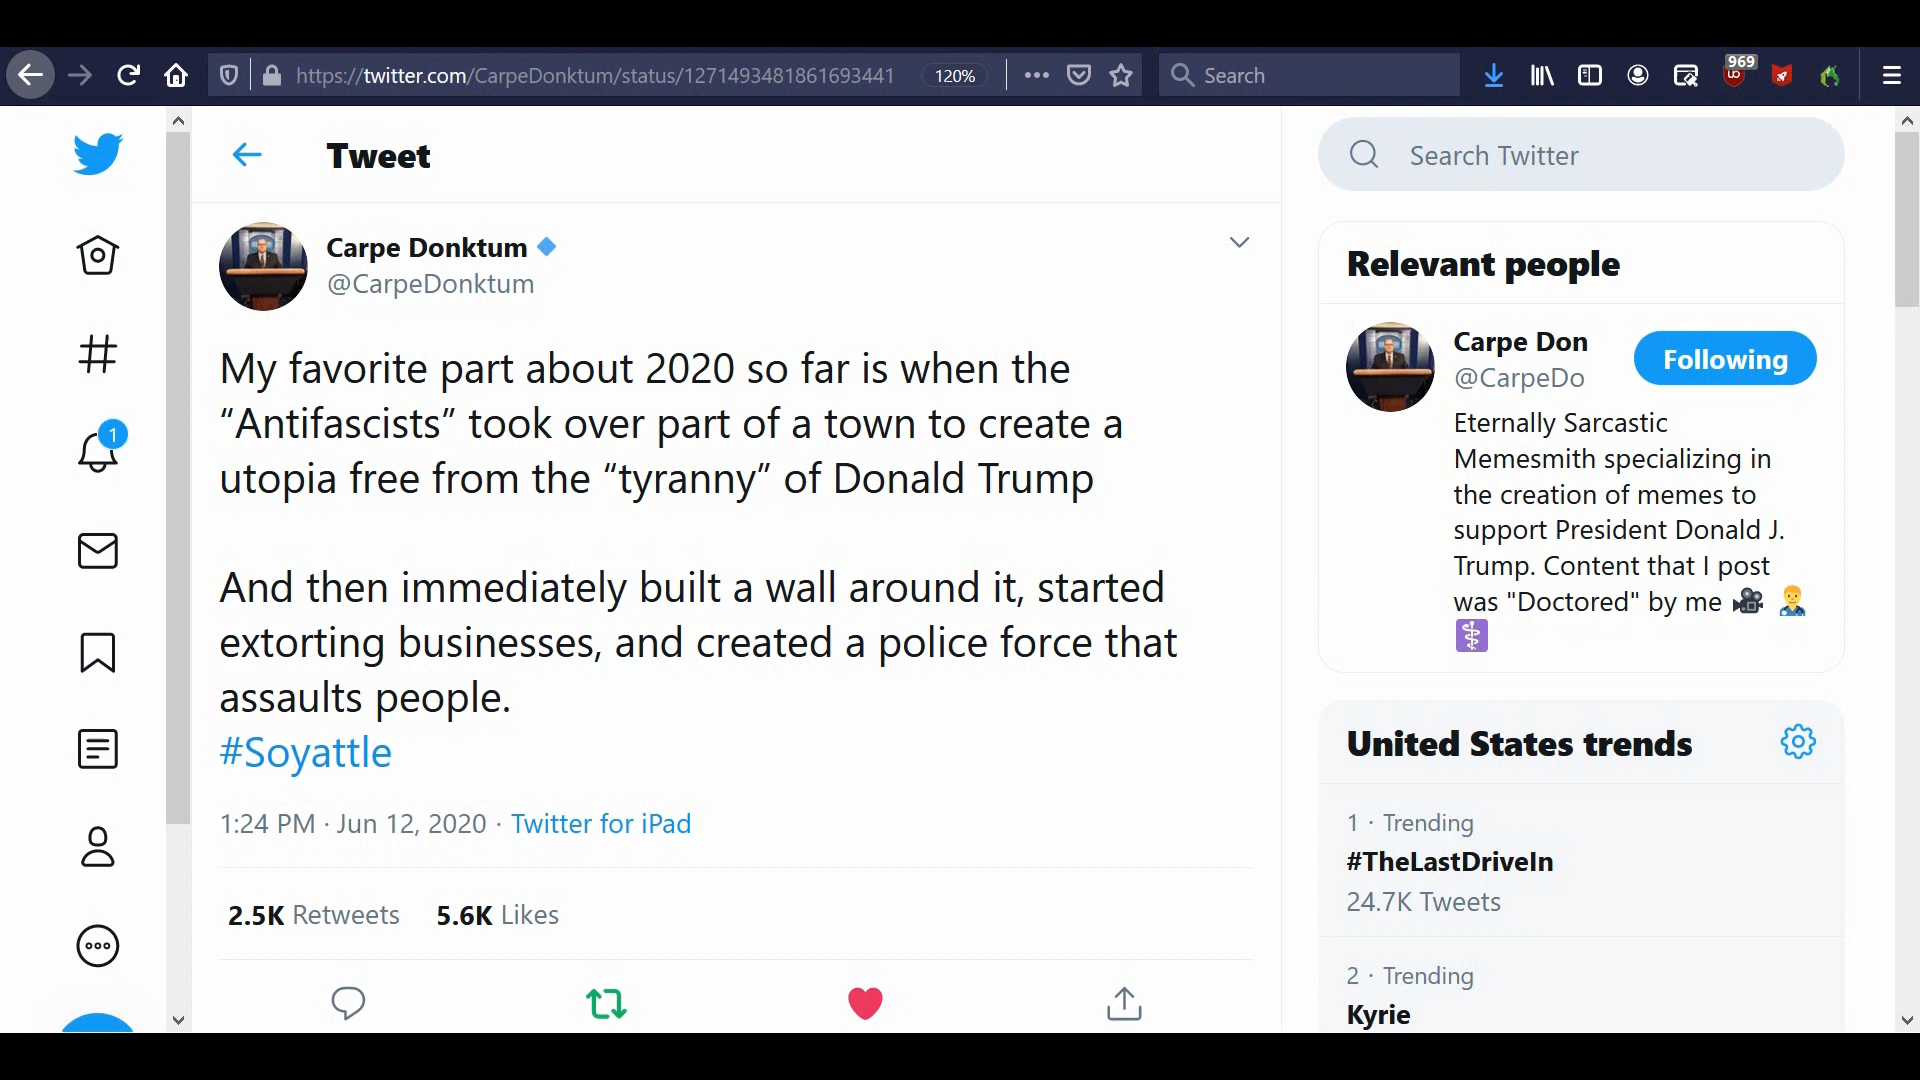 https://twitter.com/CarpeDonktum/status/1271493481861693441
120%
Search
969
Tweet
Carpe Donktum
@CarpeDonktum
My favorite part about 2020 so far is when the
“Antifascists” took over part of a town to create a
utopia free from the “tyranny” of Donald Trump
And then immediately built a wall around it, started
extorting businesses, and created a police force that
assaults people.
#Soyattle
1:24 PM · Jun 12, 2020 · Twitter for iPad
2.5K Retweets 5.6K Likes
1
Search Twitter
Relevant people
Carpe Don
@CarpeDo
Following
Eternally Sarcastic
Memesmith specializing in
the creation of memes to
support President Donald J.
Trump. Content that I post
was "Doctored" by me
United States trends
1 · Trending
#TheLastDriveIn
24.7K Tweets
2 · Trending
Kyrie